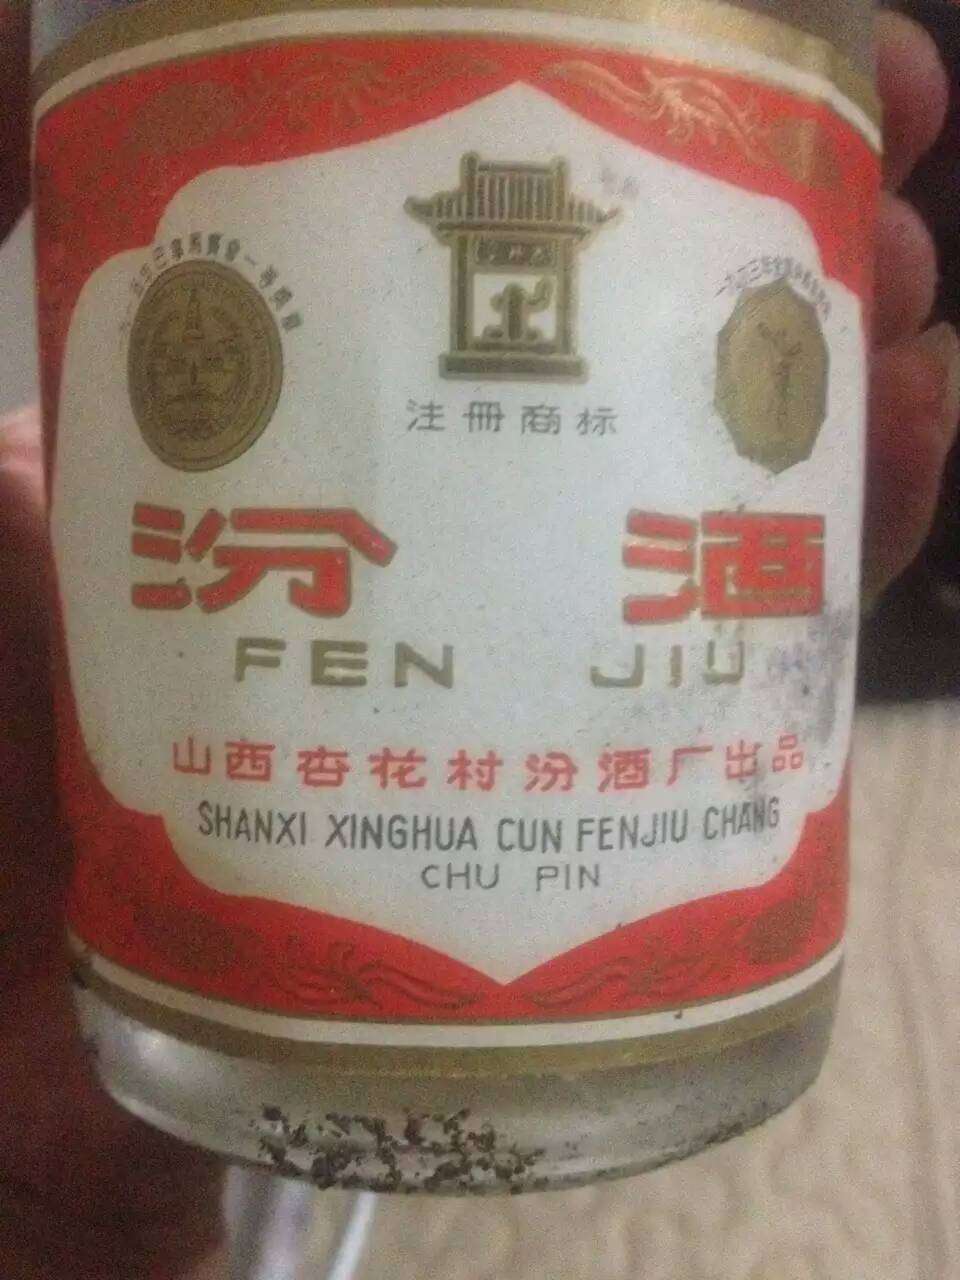 注册商标
汾酒
FEN JIU
山西杏花村汾酒厂出品
SHANXI XINGHUA CUN FENJIU CHANG
CHU PIN